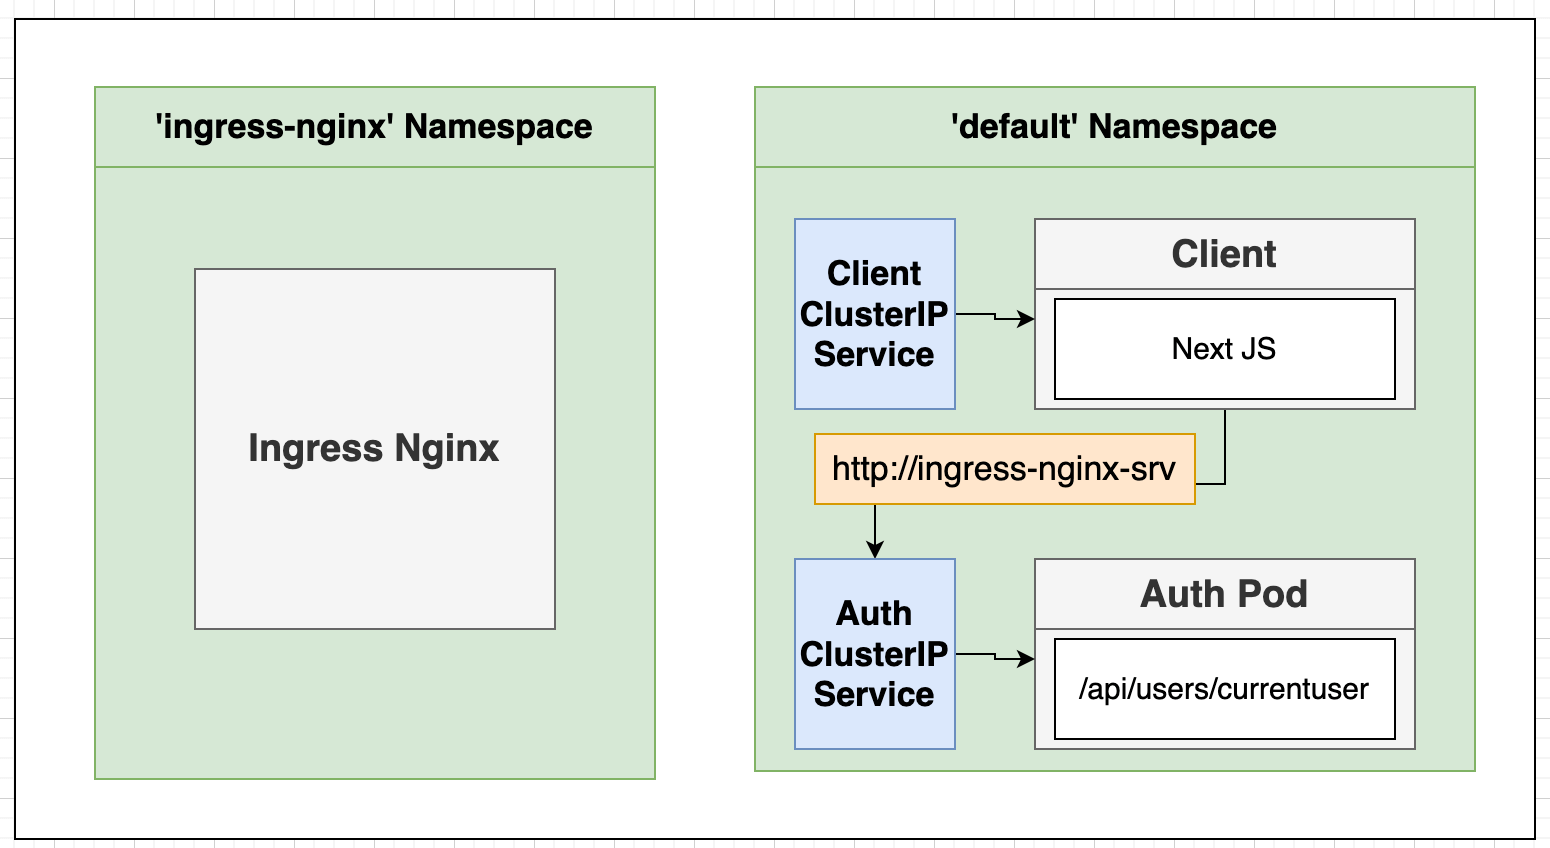 'ingress-nginx' Namespace
Ingress Nginx
'default' Namespace
Client
ClusterIP
Service
Client
Next JS
http://ingress-nginx-srv
Auth
ClusterIP
Service
Auth Pod
/api/users/currentuser